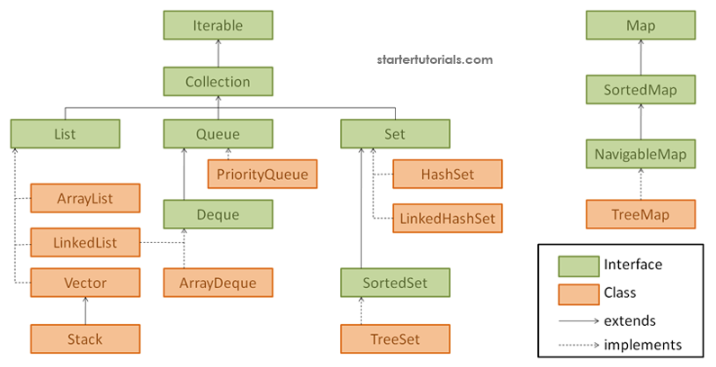 Iterable
Map
startertutorials.com
Collection
SortedMap
List
Queue
Set
NavigableMap
PriorityQueue
HashSet
ArrayList
Deque
LinkedHashSet
TreeMap
LinkedList
Interface
Vector
ArrayDeque
SortedSet
Class
extends
Stack
TreeSet
implements